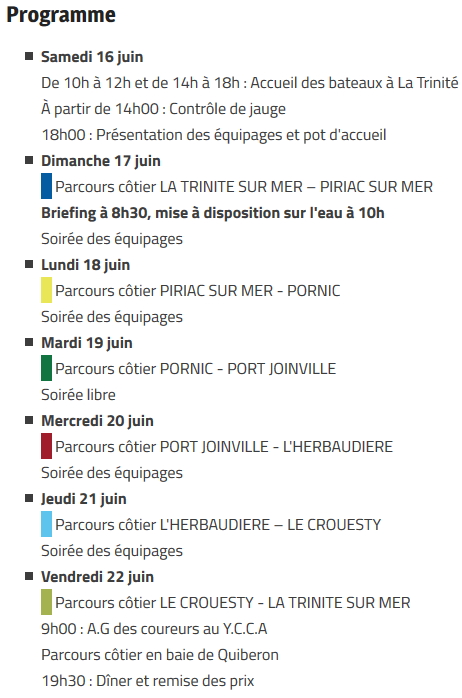 Programme
Samedi 16 juin
De 10h à 12h et de 14h à 18h : Accueil des bateaux à La Trinité
À partir de 14h00 : Contrôle de jauge
18h00 : Présentation des équipages et pot d'accueil
Dimanche 17 juin
Parcours côtier LA TRINITE SUR MER – PIRIAC SUR MER
Briefing à 8h30, mise à disposition sur l'eau à 10h
Soirée des équipages
Lundi 18 juin
Parcours côtier PIRIAC SUR MER - PORNIC
Soirée des équipages
Mardi 19 juin
Parcours côtier PORNIC - PORT JOINVILLE
Soirée libre
Mercredi 20 juin
Parcours côtier PORT JOINVILLE - L'HERBAUDIERE
Soirée des équipages
Jeudi 21 juin
Parcours côtier L'HERBAUDIERE – LE CROUESTY
Soirée des équipages
Vendredi 22 juin
Parcours côtier LE CROUESTY - LA TRINITE SUR MER
9h00 : A.G des coureurs au Y.C.C.A
Parcours côtier en baie de Quiberon
19h30 : Dîner et remise des prix